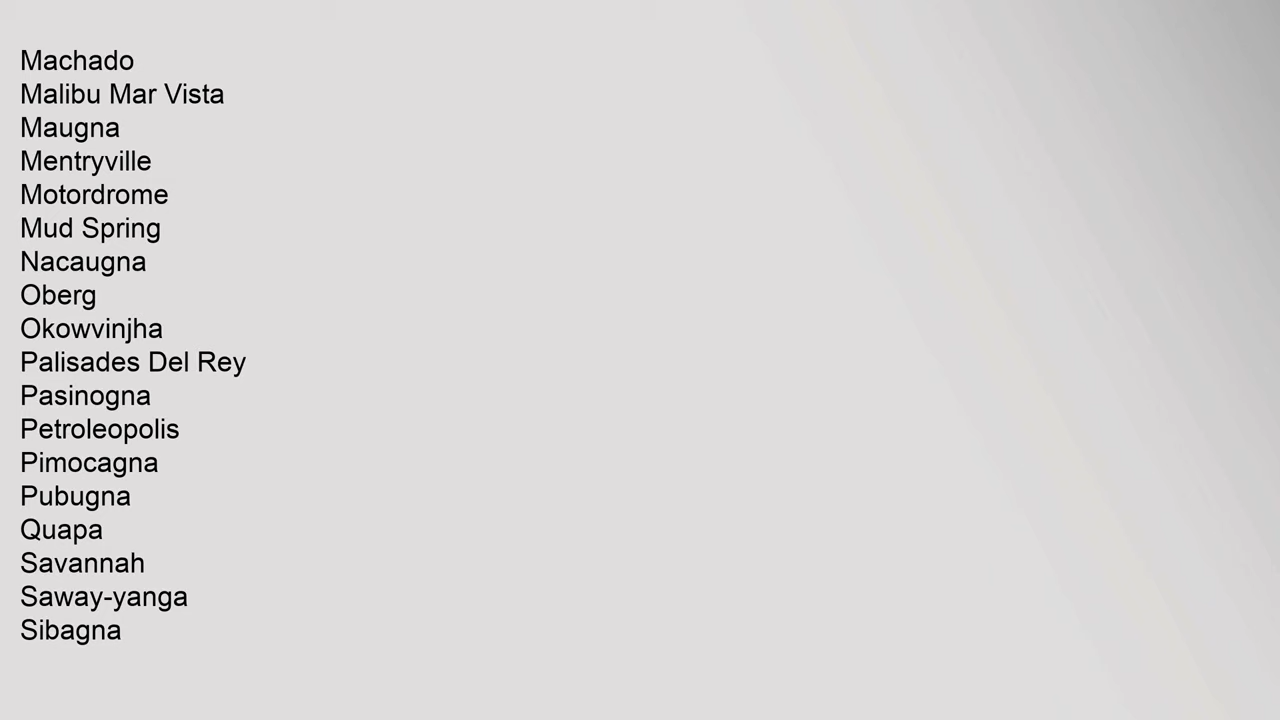 Machado
Malibu Mar Vista
Maugna
Mentryville
Motordrome
Mud Spring
Nacaugna
Oberg
Okowvinjha
Palisades Del Rey
Pasinogna
Petroleopolis
Pimocagna
Pubugna
Quapa
Savannah
Saway-yanga
Sibagna